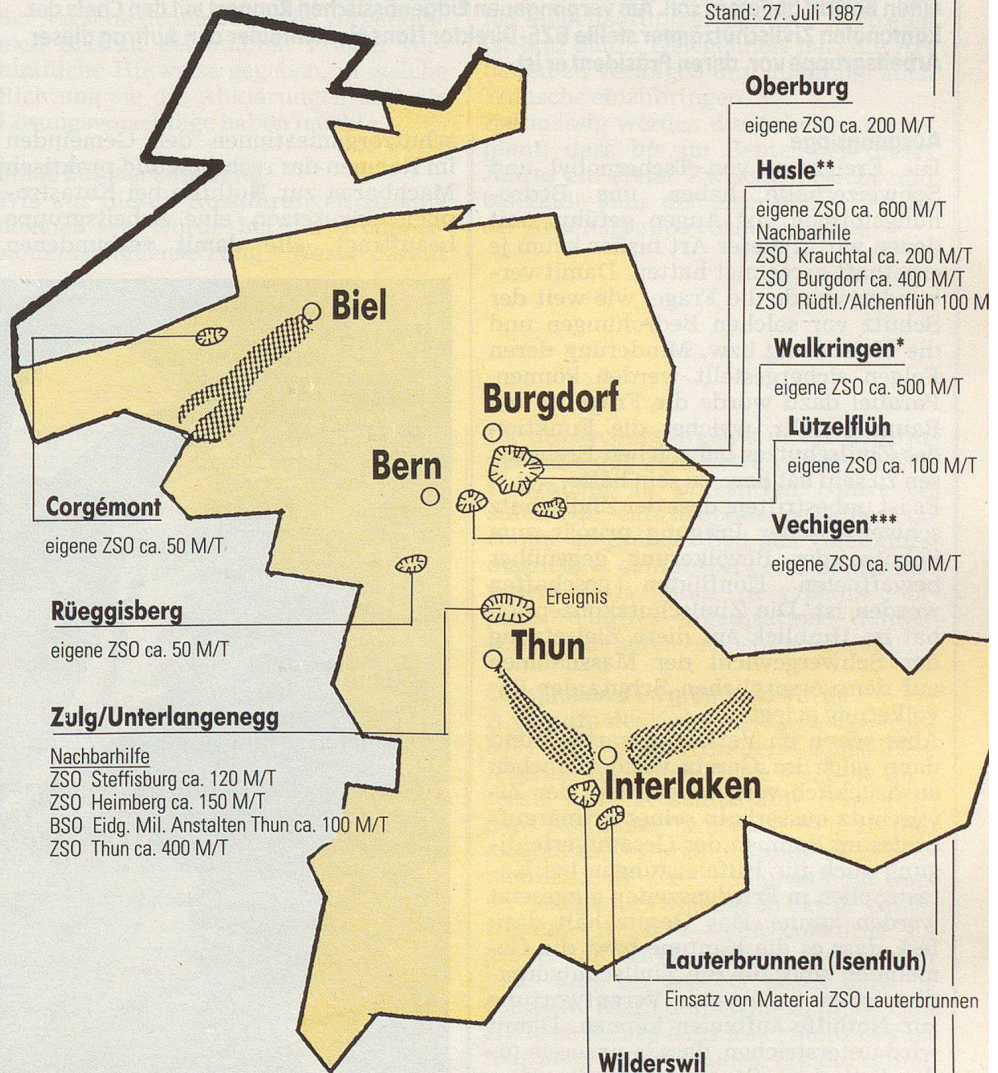 Stand: 27. Juli 1987
Oberburg
eigene ZSO ca. 200 M/T
Hasle**
eigene ZSO ca. 600 M/T
Nachbarhile
ZSO Krauchtal ca. 200 M/T
ZSO Burgdorf ca. 400 M/T
ZSO Rüdtl./Alchenflüh 100 M
Walkringen*
eigene ZSO ca. 500 M/T
Lützelflüh
eigene ZSO ca. 100 M/T
Vechigen***
eigene ZSO ca. 500 M/T
Biel
Burgdorf
Bern
Corgémont
eigene ZSO ca. 50 M/T
Rüeggisberg
eigene ZSO ca. 50 M/T
Ereignis
Thun
Zulg/Unterlangenegg
Nachbarhilfe
ZSO Steffisburg ca. 120 M/T
ZSO Heimberg ca. 150 M/T
BSO Eidg. Mil. Anstalten Thun ca. 100 M/T
ZSO Thun ca. 400 M/T
Interlaken
Lauterbrunnen (Isenfluh)
Einsatz von Material ZSO Lauterbrunnen
Wilderswil